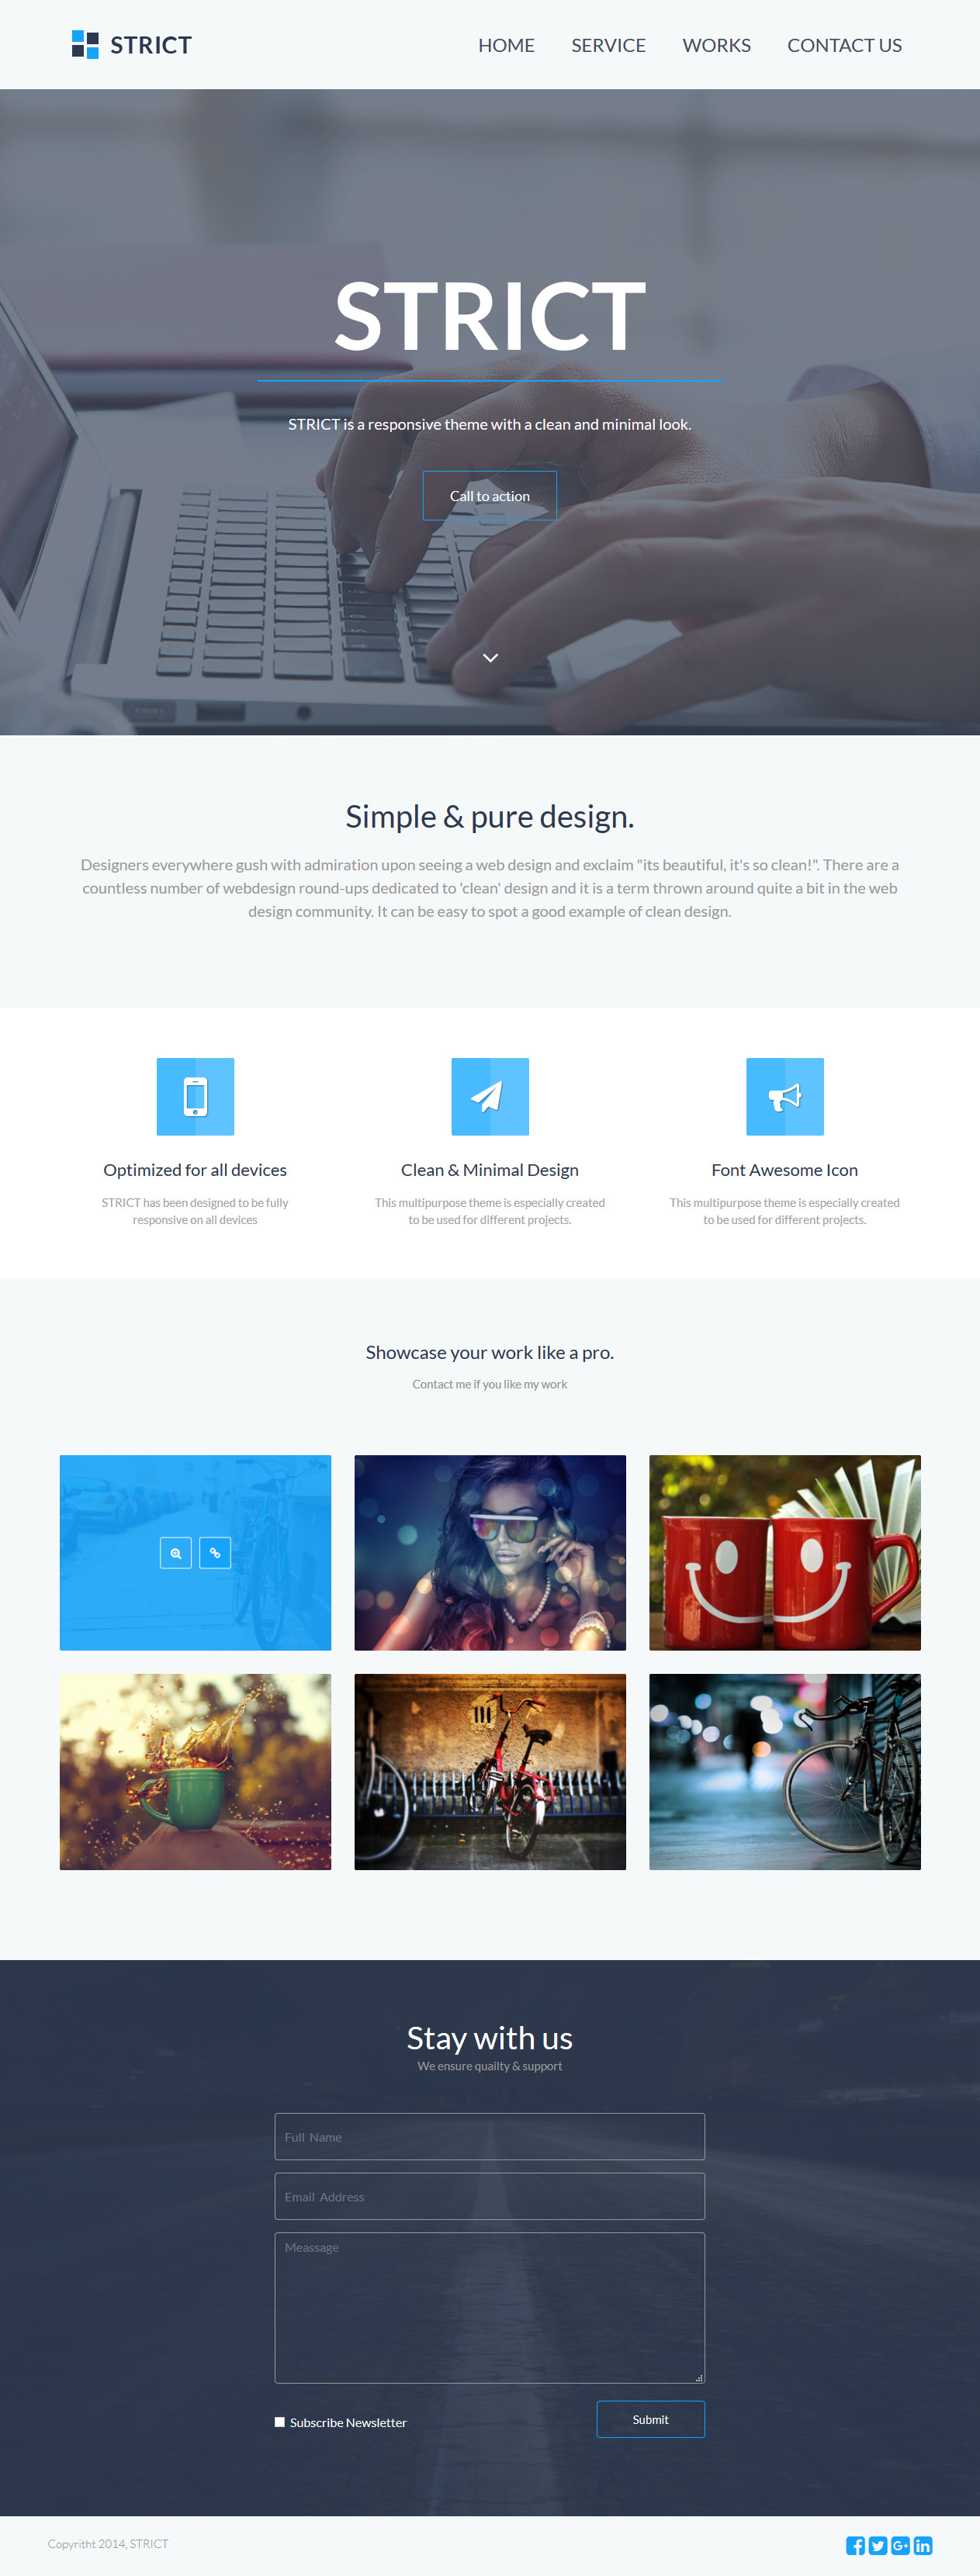 STRICT
HOME SERVICE WORKS CONTACT US
STRICT
STRICT is a responsive theme with a clean and minimal look.
Call to action
Simple & pure design.
Designers everywhere gush with admiration upon seeing a web design and exclaim "its beautiful, it's so clean!". There are a
countless number of webdesign round-ups dedicated to 'clean' design and it is a term thrown around quite a bit in the web
design community. It can be easy to spot a good example of clean design.
Optimized for all devices
STRICT has been designed to be fully
responsive on all devices
Clean & Minimal Design
This multipurpose theme is especially created
to be used for different projects.
Font Awesome Icon
This multipurpose theme is especially created
to be used for different projects.
Showcase your work like a pro.
Contact me if you like my work
Stay with us
We ensure quailty & support
Full Name
Email Address
Meassage
Subscribe Newsletter
Submit
Copyritht 2014, STRICT